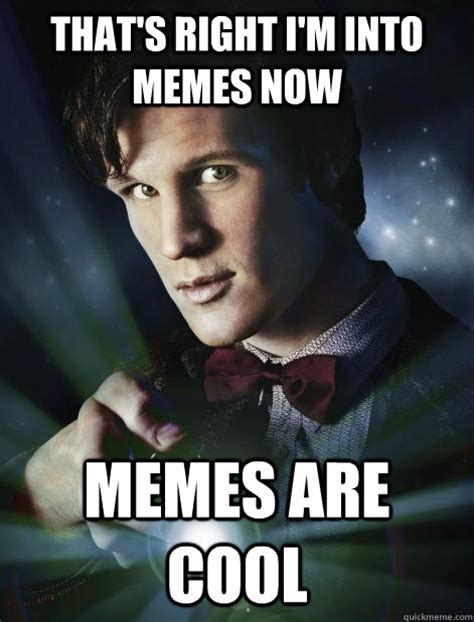 THAT'S RIGHT I'M INTO
MEMES NOW
MEMES ARE
COOL
quickmeme.com